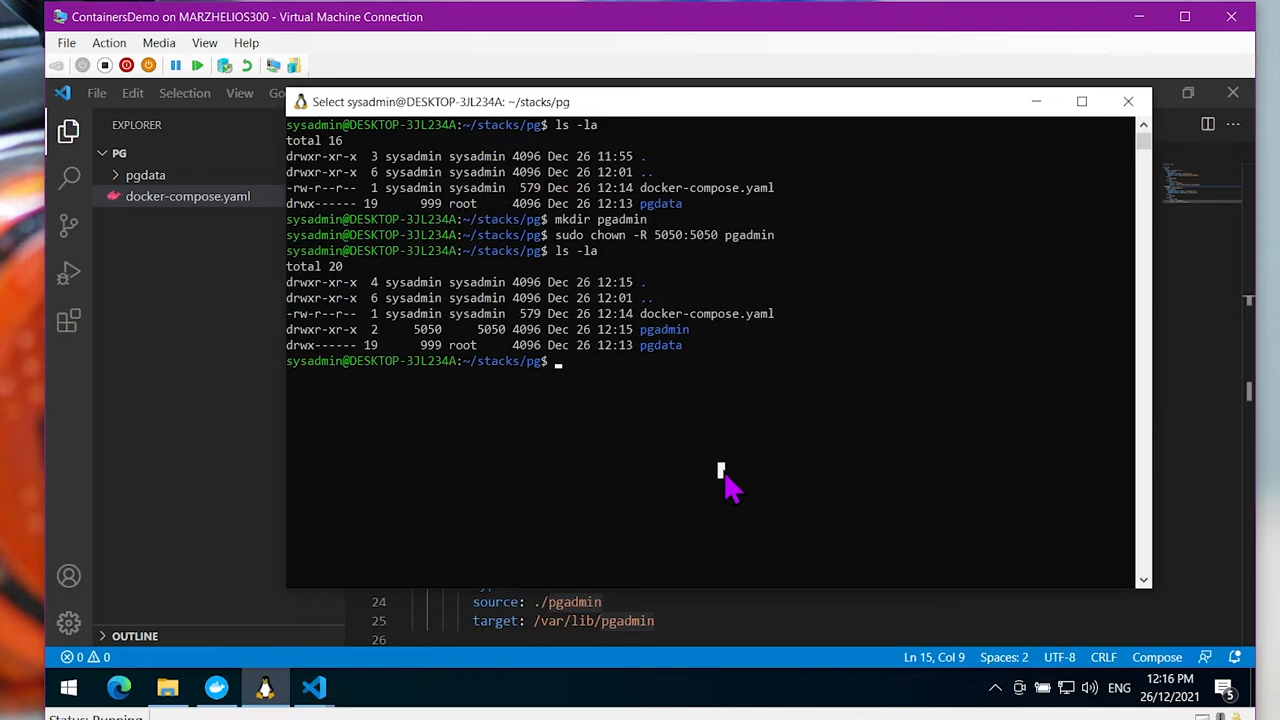 ContainersDemo on MARZHELIOS300 - Virtual Machine Connection
File Action Media View Help
File Edit Selection View Go
EXPLORER
PG
pgdata
docker-compose.yaml
Select sysadmin@DESKTOP-3JL234A: ~/stacks/pg
sysadmin@DESKTOP-3JL234A:~/stacks/pg$ ls -la
total 16
drwxr-xr-x 3 sysadmin sysadmin 4096 Dec 26 11:55 .
drwxr-xr-x 6 sysadmin sysadmin 4096 Dec 26 12:01 ..
-rw-r--r-- 1 sysadmin sysadmin 579 Dec 26 12:14 docker-compose.yaml
drwx------ 19 999 root 4096 Dec 26 12:13 pgdata
sysadmin@DESKTOP-3JL234A:~/stacks/pg$ mkdir pgadmin
sysadmin@DESKTOP-3JL234A:~/stacks/pg$ sudo chown -R 5050:5050 pgadmin
sysadmin@DESKTOP-3JL234A:~/stacks/pg$ ls -la
total 20
drwxr-xr-x 4 sysadmin sysadmin 4096 Dec 26 12:15 .
drwxr-xr-x 6 sysadmin sysadmin 4096 Dec 26 12:01 ..
-rw-r--r-- 1 sysadmin sysadmin 579 Dec 26 12:14 docker-compose.yaml
drwxr-xr-x 2 5050 5050 4096 Dec 26 12:15 pgadmin
drwx------ 19 999 root 4096 Dec 26 12:13 pgdata
sysadmin@DESKTOP-3JL234A:~/stacks/pg$
24 source: ./pgadmin
25 target: /var/lib/pgadmin
26
OUTLINE
0 0 Ln 15, Col 9 Spaces: 2 UTF-8 CRLF Compose
ENG 12:16 PM
26/12/2021
5
Status: Running